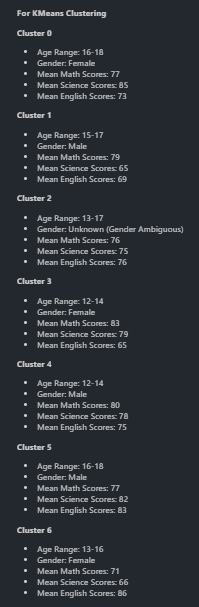 For KMeans Clustering
Cluster 0
• Age Range: 16-18
• Gender: Female
• Mean Math Scores: 77
• Mean Science Scores: 85
• Mean English Scores: 73
Cluster 1
• Age Range: 15-17
• Gender: Male
• Mean Math Scores: 79
• Mean Science Scores: 65
• Mean English Scores: 69
Cluster 2
• Age Range: 13-17
• Gender: Unknown (Gender Ambiguous)
• Mean Math Scores: 76
• Mean Science Scores: 75
• Mean English Scores: 76
Cluster 3
• Age Range: 12-14
• Gender: Female
• Mean Math Scores: 83
• Mean Science Scores: 79
• Mean English Scores: 65
Cluster 4
• Age Range: 12-14
• Gender: Male
• Mean Math Scores: 80
• Mean Science Scores: 78
• Mean English Scores: 75
Cluster 5
• Age Range: 16-18
• Gender: Male
• Mean Math Scores: 77
• Mean Science Scores: 82
• Mean English Scores: 83
Cluster 6
• Age Range: 13-16
• Gender: Female
• Mean Math Scores: 71
• Mean Science Scores: 66
• Mean English Scores: 86